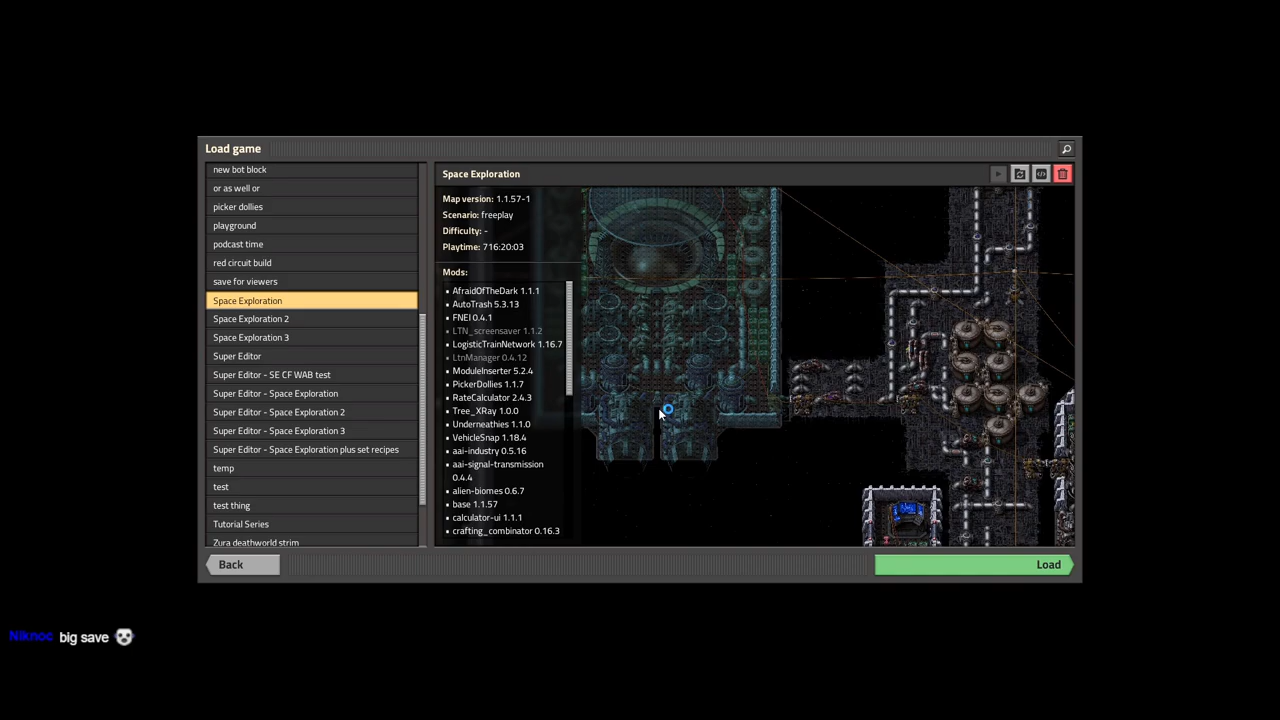 Load game
new bot block
or as well or
picker dollies
playground
podcast time
red circuit build
save for viewers
Space Exploration
Space Exploration 2
Space Exploration 3
Super Editor
Super Editor - SE CF WAB test
Super Editor - Space Exploration
Super Editor - Space Exploration 2
Super Editor - Space Exploration 3
Super Editor - Space Exploration plus set recipes
temp
test
test thing
Tutorial Series
Zura deathworld strim
Space Exploration
Map version: 1.1.57-1
Scenario: freeplay
Difficulty: -
Playtime: 716:20:03
Mods:
▪ AfraidOfTheDark 1.1.1
▪ AutoTrash 5.3.13
▪ FNEI 0.4.1
▪ LTN_screensaver 1.1.2
▪ LogisticTrainNetwork 1.16.7
▪ LtnManager 0.4.12
▪ ModuleInserter 5.2.4
▪ PickerDollies 1.1.7
▪ RateCalculator 2.4.3
▪ Tree_XRay 1.0.0
▪ Underneathies 1.1.0
▪ VehicleSnap 1.18.4
▪ aai-industry 0.5.16
▪ aai-signal-transmission
0.4.4
▪ alien-biomes 0.6.7
▪ base 1.1.57
▪ calculator-ui 1.1.1
▪ crafting_combinator 0.16.3
Back
Load
Niknoc big save